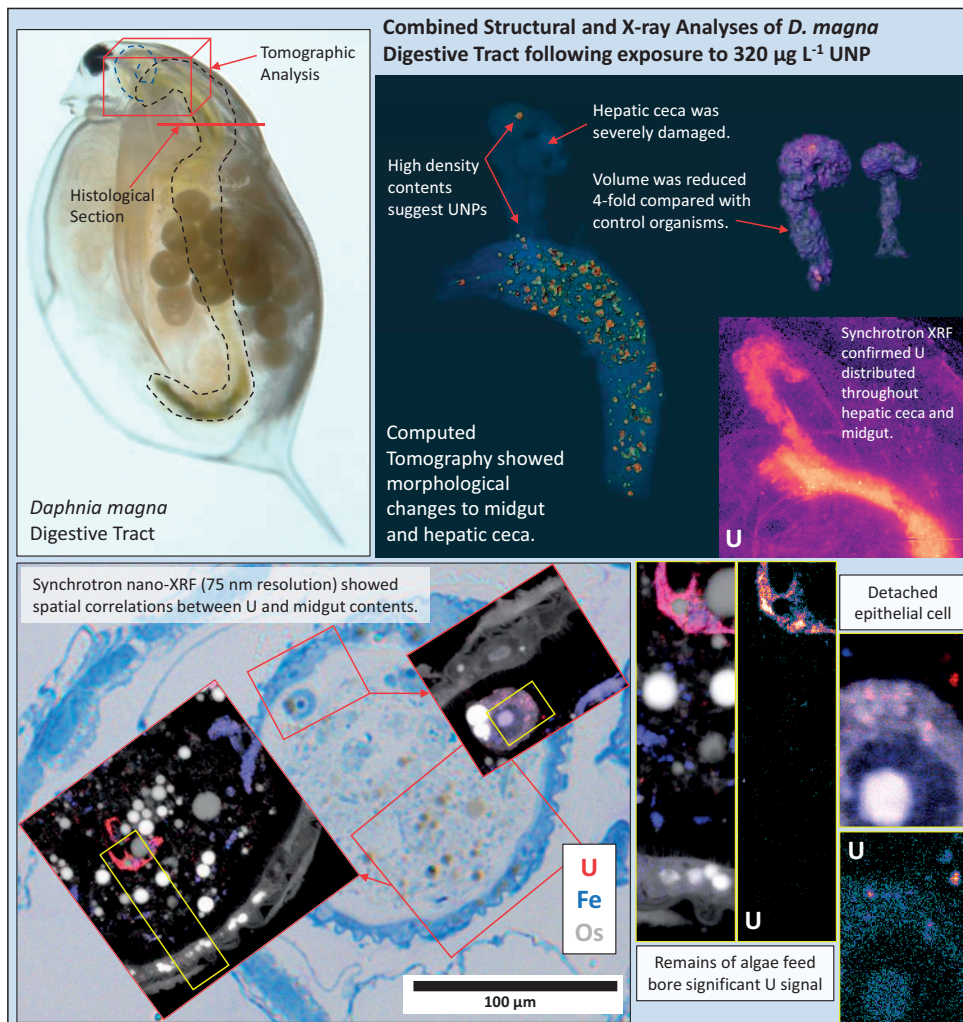 Combined Structural and X-ray Analyses of D. magna
Digestive Tract following exposure to 320 µg L⁻¹ UNP
Tomographic
Analysis
Histological
Section
Daphnia magna
Digestive Tract
Hepatic ceca was
severely damaged.
High density
contents
suggest UNPs
Volume was reduced
4-fold compared with
control organisms.
Computed
Tomography showed
morphological
changes to midgut
and hepatic ceca.
Synchrotron XRF
confirmed U
distributed
throughout
hepatic ceca and
midgut.
U
Synchrotron nano-XRF (75 nm resolution) showed
spatial correlations between U and midgut contents.
U
Fe
Os
100 µm
U
Remains of algae feed
bore significant U signal
Detached
epithelial cell
U